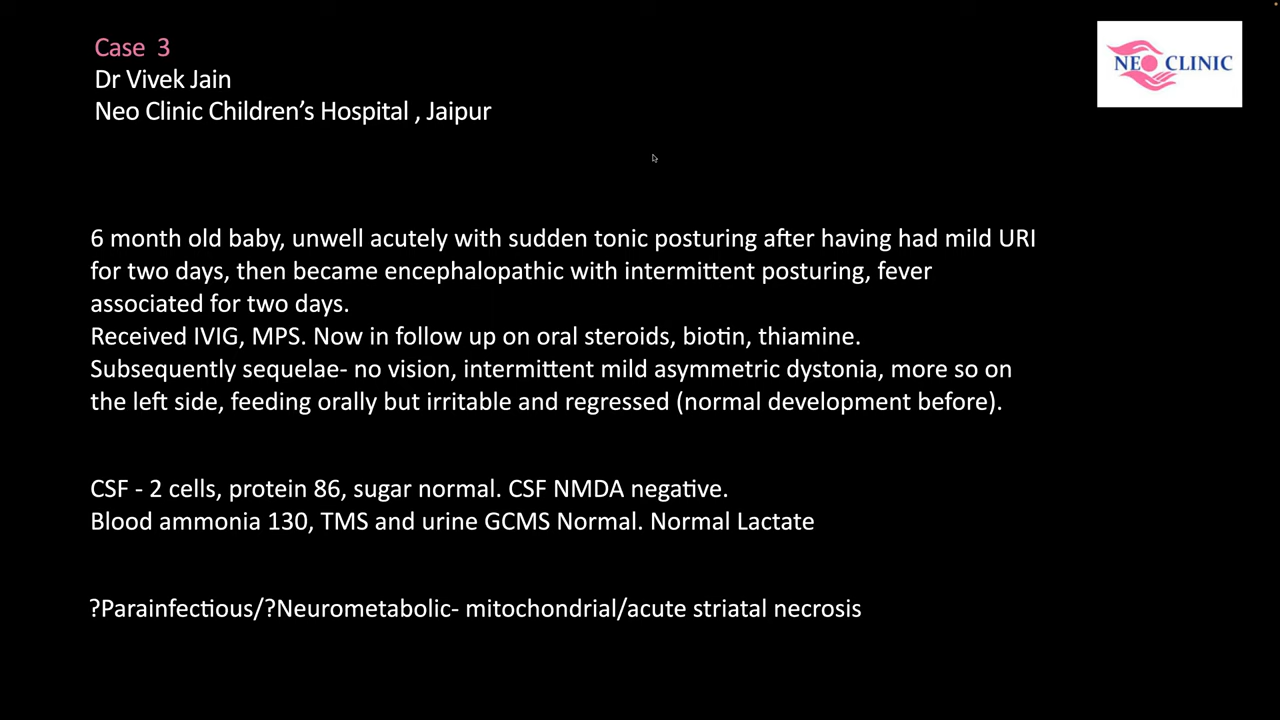 Case 3
Dr Vivek Jain
Neo Clinic Children's Hospital , Jaipur
NEO CLINIC
6 month old baby, unwell acutely with sudden tonic posturing after having had mild URI
for two days, then became encephalopathic with intermittent posturing, fever
associated for two days.
Received IVIG, MPS. Now in follow up on oral steroids, biotin, thiamine.
Subsequently sequelae- no vision, intermittent mild asymmetric dystonia, more so on
the left side, feeding orally but irritable and regressed (normal development before).
CSF - 2 cells, protein 86, sugar normal. CSF NMDA negative.
Blood ammonia 130, TMS and urine GCMS Normal. Normal Lactate
?Parainfectious/?Neurometabolic- mitochondrial/acute striatal necrosis